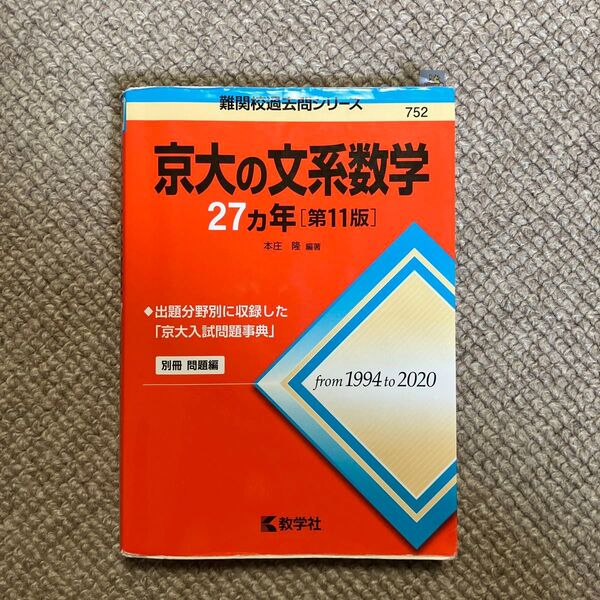 難関校過去問シリーズ
752
京大の文系数学
27ヵ年[第11版]
本庄 隆 編著
◆出題分野別に収録した
「京大入試問題事典」
別冊 問題編
from 1994 to 2020
教学社